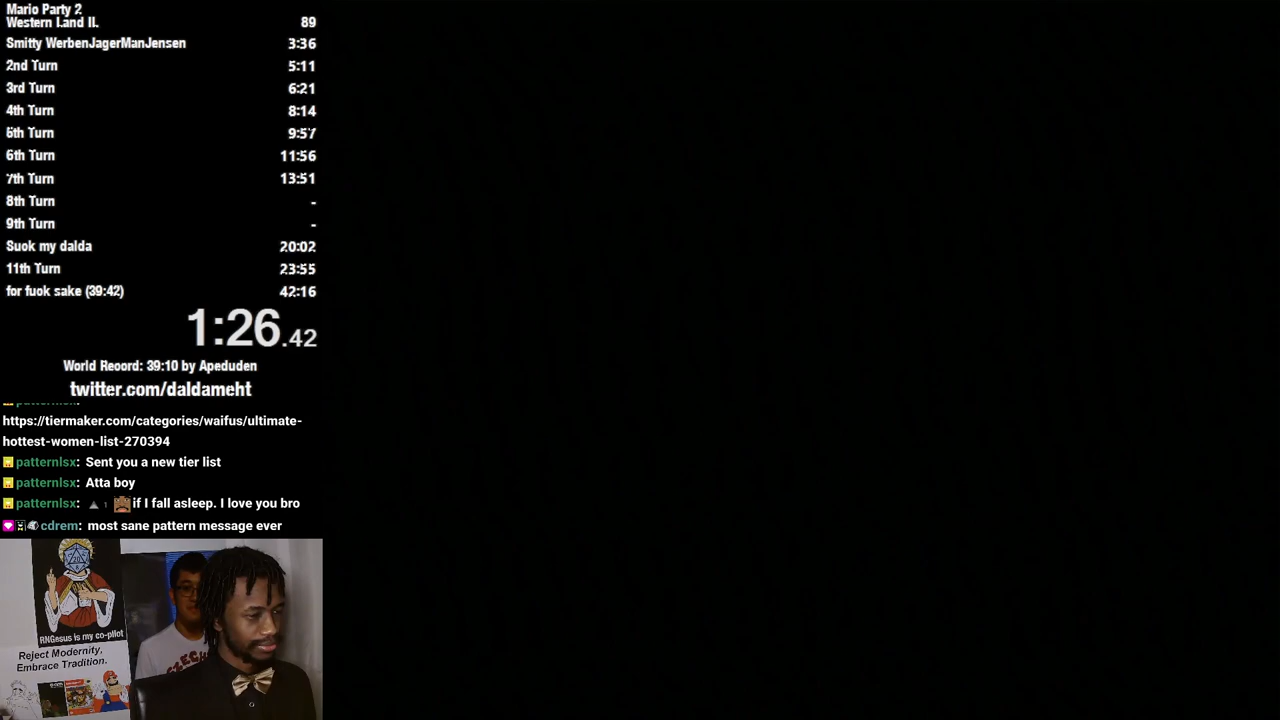 Mario Party 2
Western Land II.
89
Smitty WerbenJagerManJensen 3:36
2nd Turn 5:11
3rd Turn 6:21
4th Turn 8:14
5th Turn 9:57
6th Turn 11:56
7th Turn 13:51
8th Turn -
9th Turn -
Suck my dalda 20:02
11th Turn 23:55
for fuck sake (39:42) 42:16
1:26.42
World Record: 39:10 by Apeduden
twitter.com/daldameht
https://tiermaker.com/categories/waifus/ultimate-
hottest-women-list-270394
patternlsx: Sent you a new tier list
patternlsx: Atta boy
patternlsx: 1 if I fall asleep. I love you bro
cdrem: most sane pattern message ever
RNGesus is my co-pilot
Reject Modernity,
Embrace Tradition.